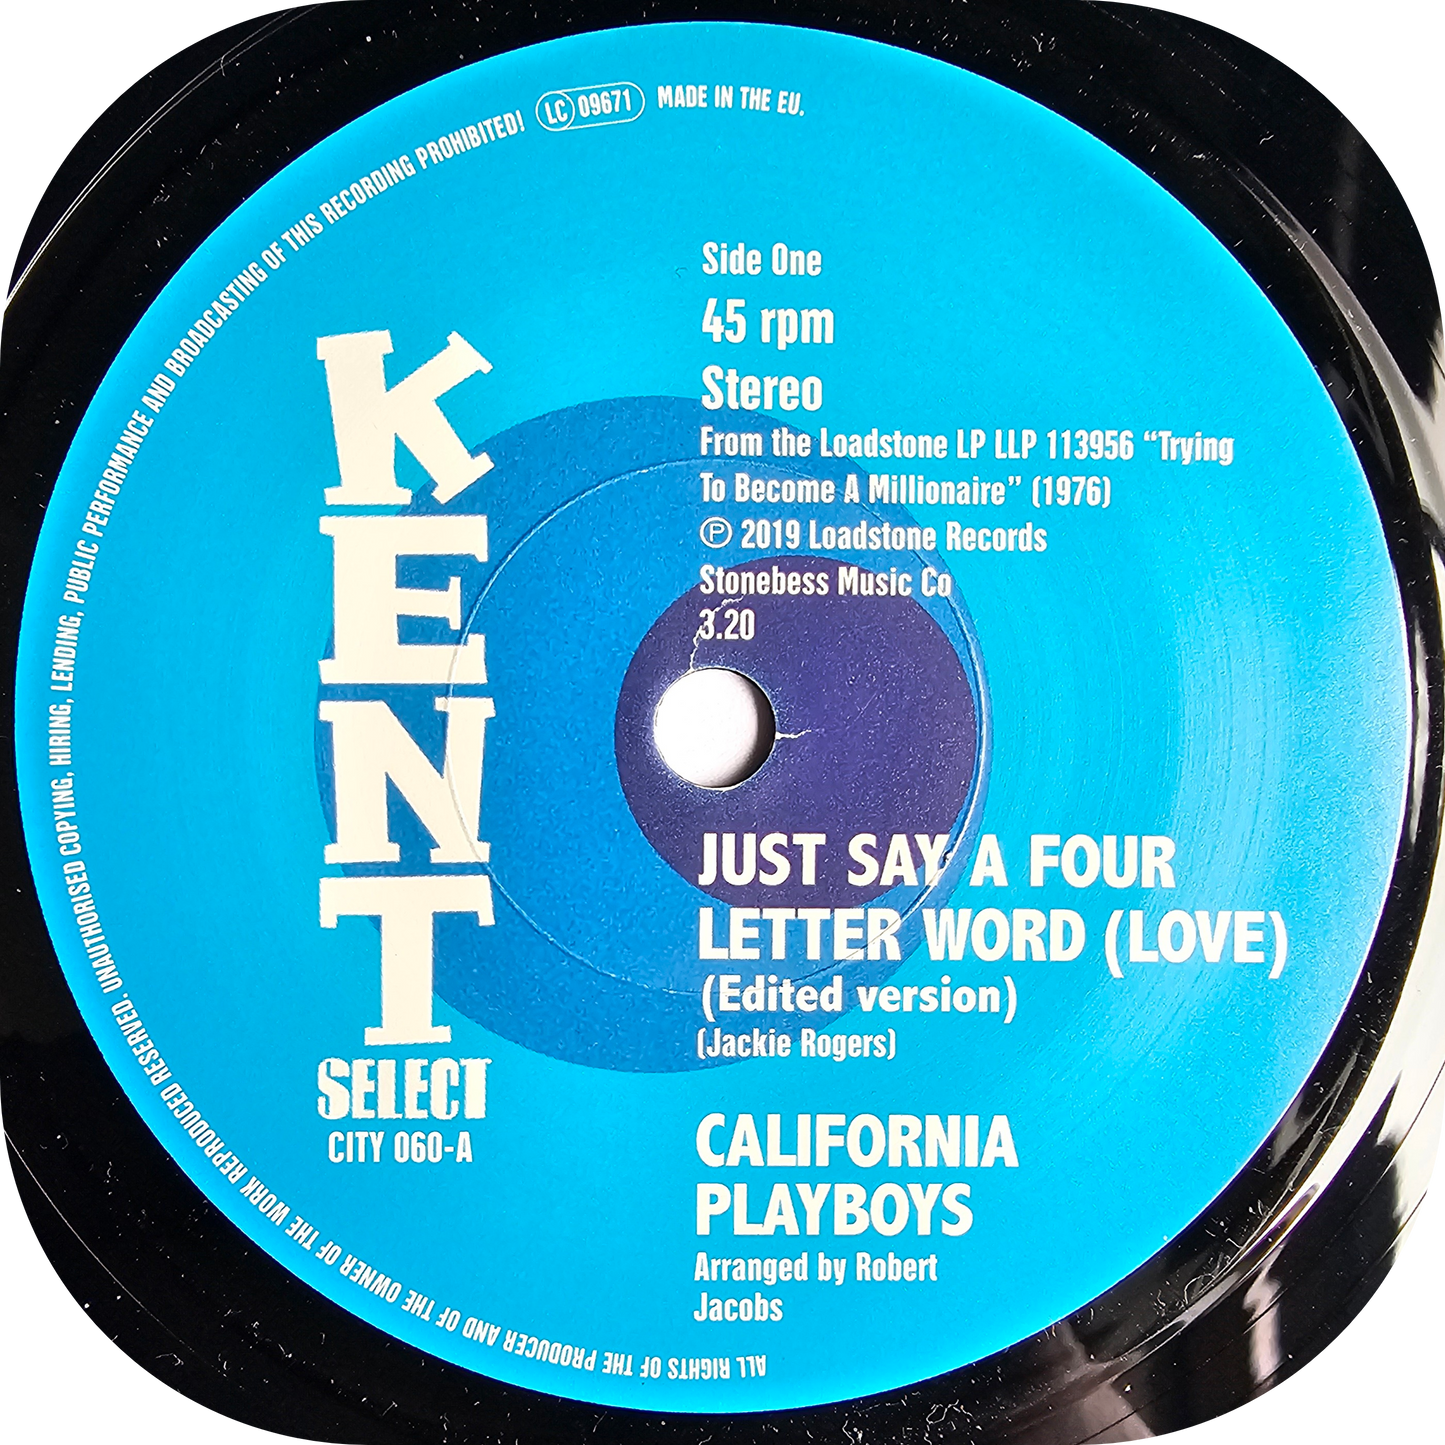 ALL RIGHTS OF THE PRODUCER AND OF THE OWNER OF THE WORK REPRODUCED RESERVED. UNAUTHORISED COPYING, HIRING, LENDING, PUBLIC PERFORMANCE AND BROADCASTING OF THIS RECORDING PROHIBITED! LC 09671 MADE IN THE EU.
KENT
SELECT
CITY 060-A
Side One
45 rpm
Stereo
From the Loadstone LP LLP 113956 “Trying
To Become A Millionaire” (1976)
℗ 2019 Loadstone Records
Stonebess Music Co
3.20
JUST SAY A FOUR
LETTER WORD (LOVE)
(Edited version)
(Jackie Rogers)
CALIFORNIA
PLAYBOYS
Arranged by Robert
Jacobs